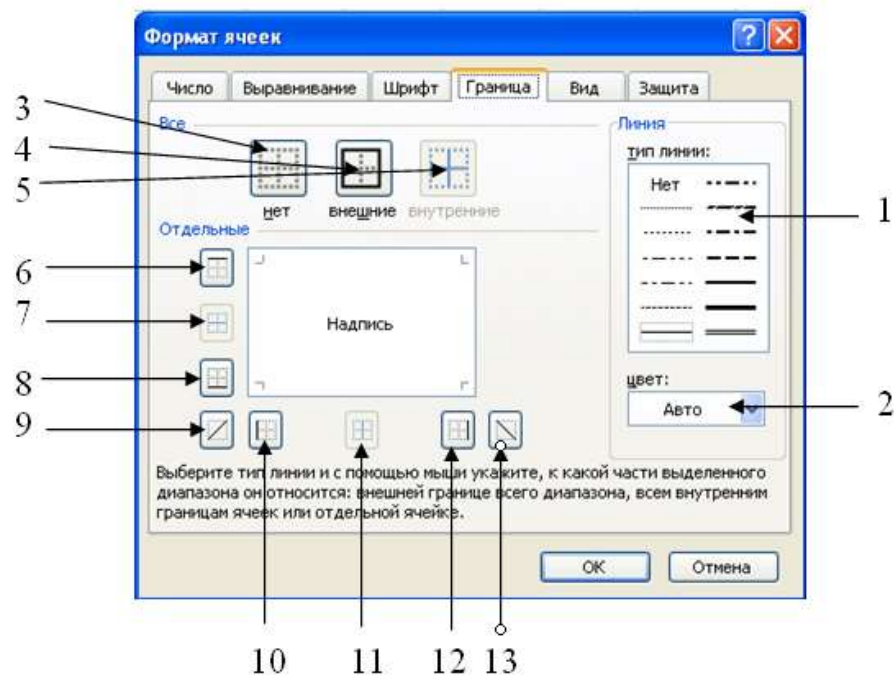 Формат ячеек
Число Выравнивание Шрифт Граница Вид Защита
Все
нет внешние внутренние
Отдельные
Надпись
Линия
тип линии:
Нет
цвет:
Авто
Выберите тип линии и с помощью мыши укажите, к какой части выделенного
диапазона он относится: внешней границе всего диапазона, всем внутренним
границам ячеек или отдельной ячейке.
ОК Отмена
3
4
5
6
7
8
9
10 11 12 13
1
2